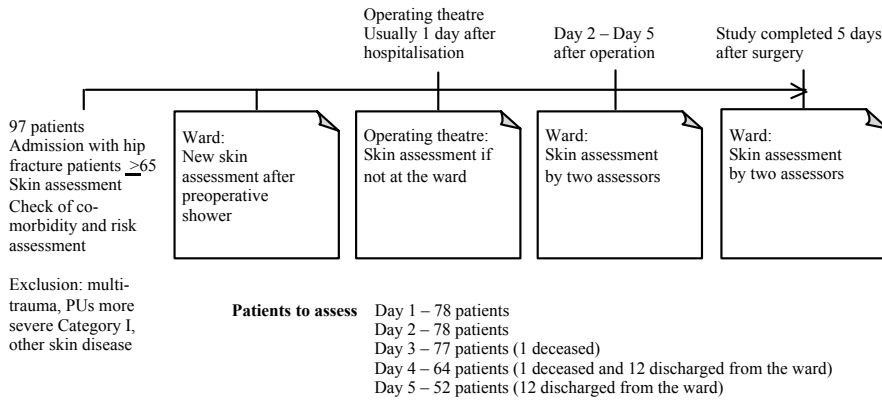 Operating theatre
Usually 1 day after
hospitalisation
Day 2 – Day 5
after operation
Study completed 5 days
after surgery
97 patients
Admission with hip
fracture patients >65
Skin assessment
Check of co-
morbidity and risk
assessment
Exclusion: multi-
trauma, PUs more
severe Category I,
other skin disease
Ward:
New skin
assessment after
preoperative
shower
Operating theatre:
Skin assessment if
not at the ward
Ward:
Skin assessment
by two assessors
Ward:
Skin assessment
by two assessors
Patients to assess Day 1 – 78 patients
Day 2 – 78 patients
Day 3 – 77 patients (1 deceased)
Day 4 – 64 patients (1 deceased and 12 discharged from the ward)
Day 5 – 52 patients (12 discharged from the ward)